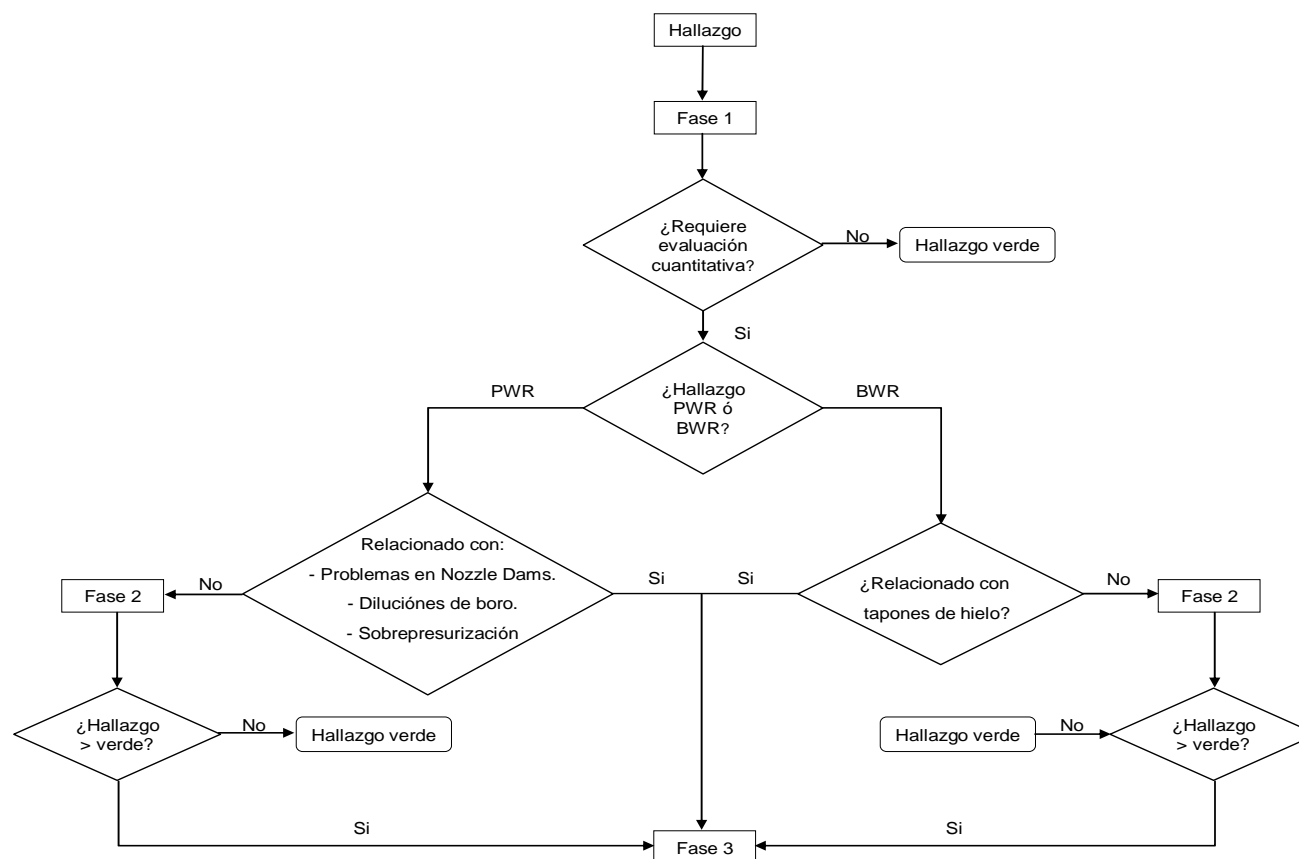 Hallazgo
Fase 1
¿Requiere
evaluación
cuantitativa?
No
Hallazgo verde
Si
¿Hallazgo
PWR ó
BWR?
PWR
BWR
Relacionado con:
- Problemas en Nozzle Dams.
- Diluciónes de boro.
- Sobrepresurización
No
Fase 2
Si
Si
¿Relacionado con
tapones de hielo?
No
Fase 2
¿Hallazgo
> verde?
No
Hallazgo verde
Hallazgo verde
No
¿Hallazgo
> verde?
Si
Si
Fase 3